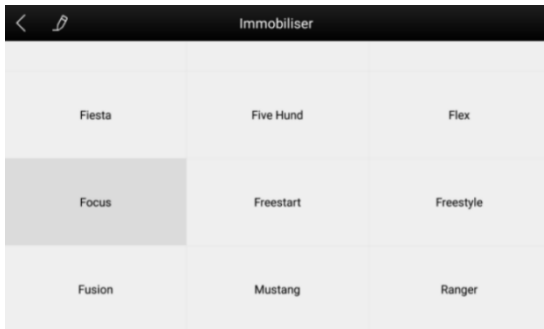 Immobiliser
Fiesta Five Hund Flex
Focus Freestart Freestyle
Fusion Mustang Ranger